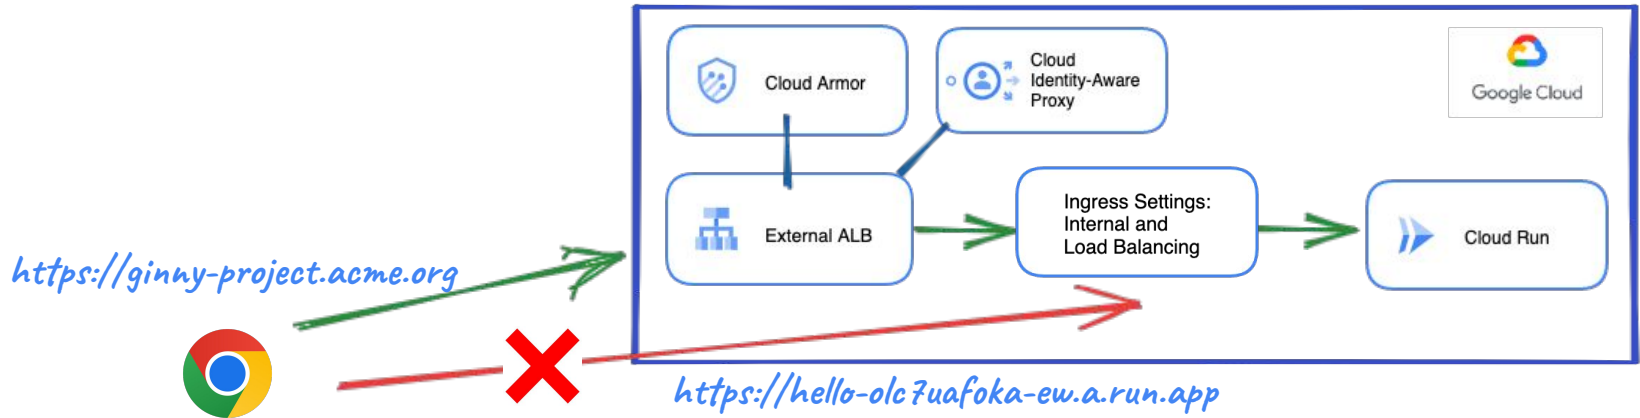 Cloud Armor
Cloud
Identity-Aware
Proxy
Google Cloud
External ALB
Ingress Settings:
Internal and
Load Balancing
Cloud Run
https://ginny-project.acme.org
https://hello-olc7uafoka-ew.a.run.app